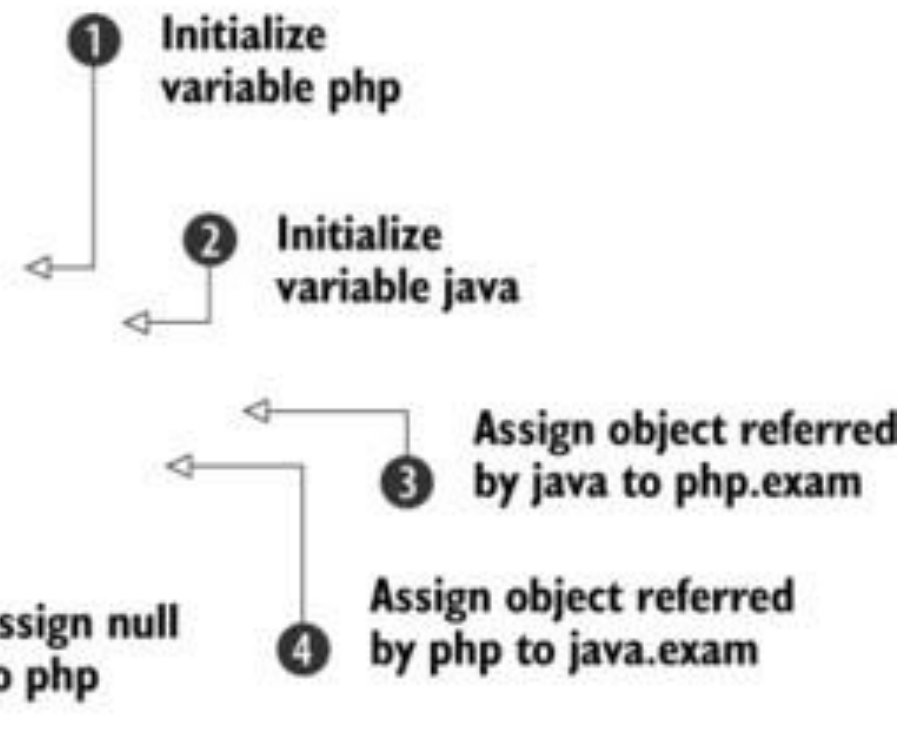 1 Initialize
variable php
2 Initialize
variable java
3 Assign object referred
by java to php.exam
4 Assign object referred
by php to java.exam
ssign null
o php